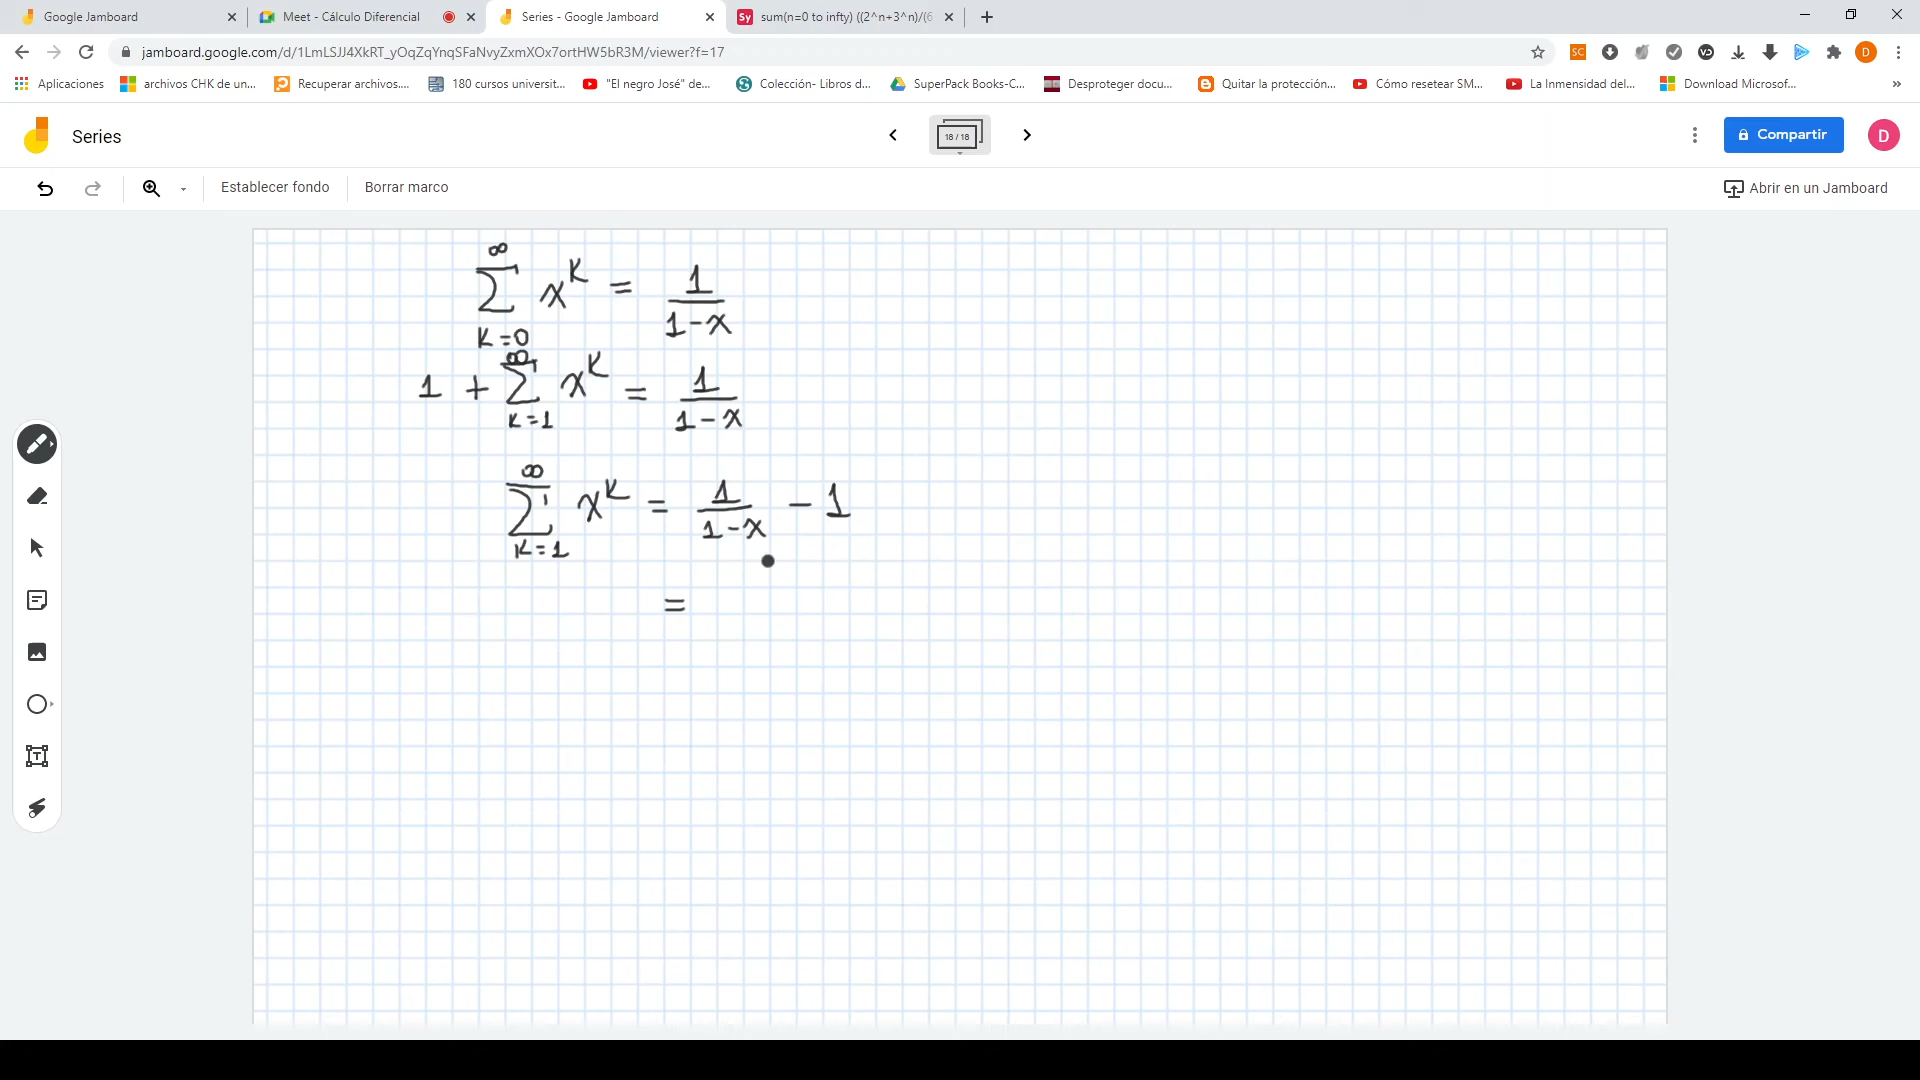 Google Jamboard
Meet - Cálculo Diferencial
Series - Google Jamboard
Sy sum(n=0 to infty) ((2^n+3^n)/(6
jamboard.google.com/d/1LmLSJJ4XkRT_yOqZqYnqSFaNvyZxmXOx7ortHW5bR3M/viewer?f=17
SC
D
Aplicaciones
archivos CHK de un...
Recuperar archivos....
180 cursos universit...
"El negro José" de...
Colección- Libros d...
SuperPack Books-C...
Desproteger docu...
Quitar la protección...
Cómo resetear SM...
La Inmensidad del...
Download Microsof...
»
Series
18 / 18
Compartir
D
Establecer fondo
Borrar marco
Abrir en un Jamboard
∑_{K=0}^{∞} x^K = 1/(1-x)
1 + ∑_{K=1}^{∞} x^K = 1/(1-x)
∑_{K=1}^{∞} x^K = 1/(1-x) - 1
=